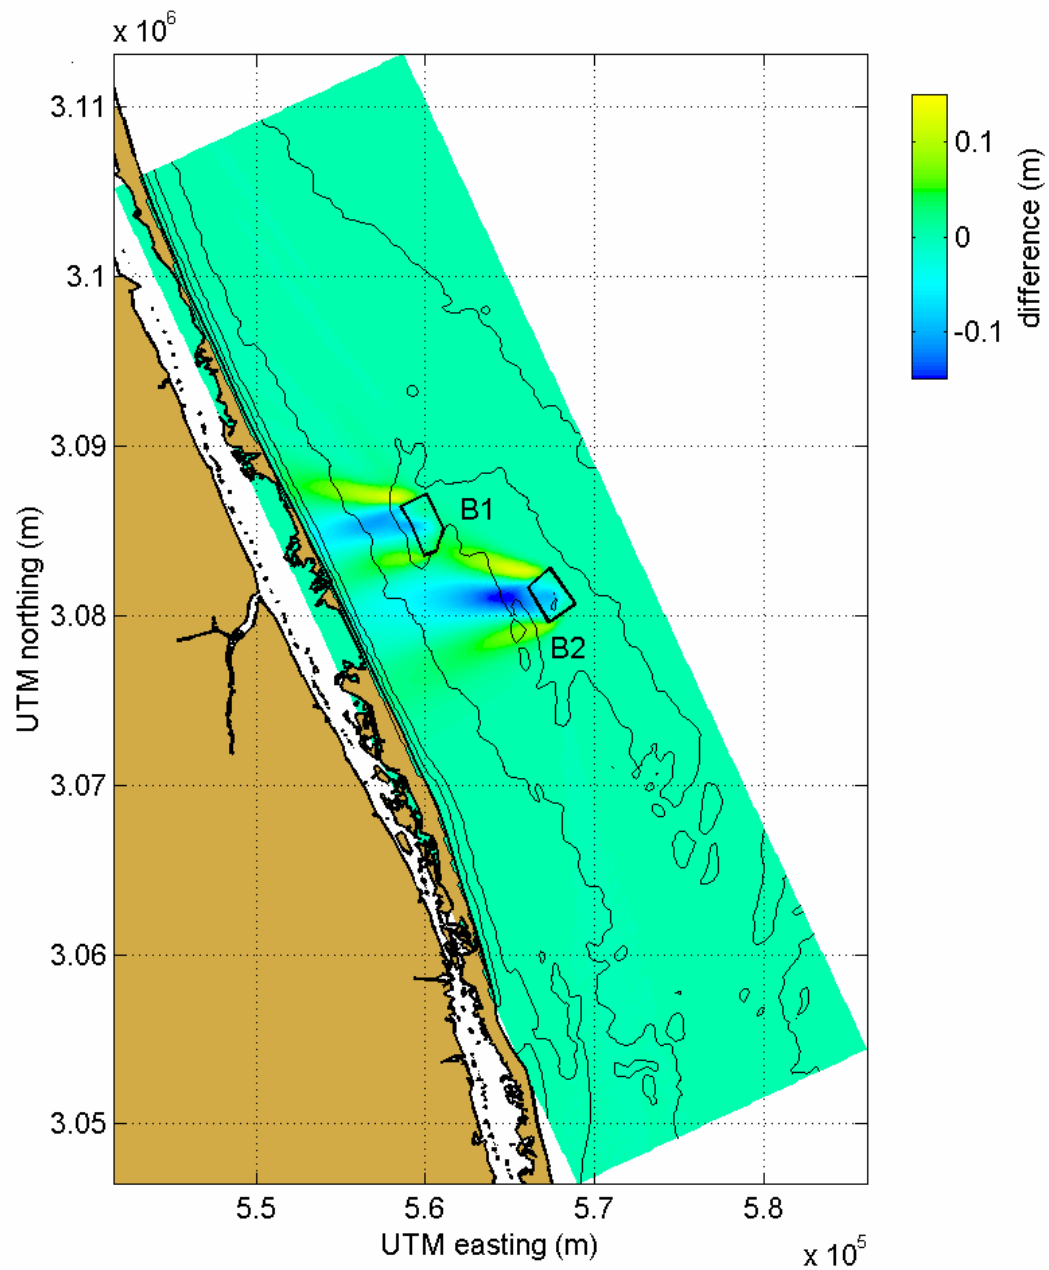 x 10^6
3.11
3.1
3.09
3.08
3.07
3.06
3.05
UTM northing (m)
B1
B2
0.1
0
-0.1
difference (m)
5.5
5.6
5.7
5.8
UTM easting (m)
x 10^5